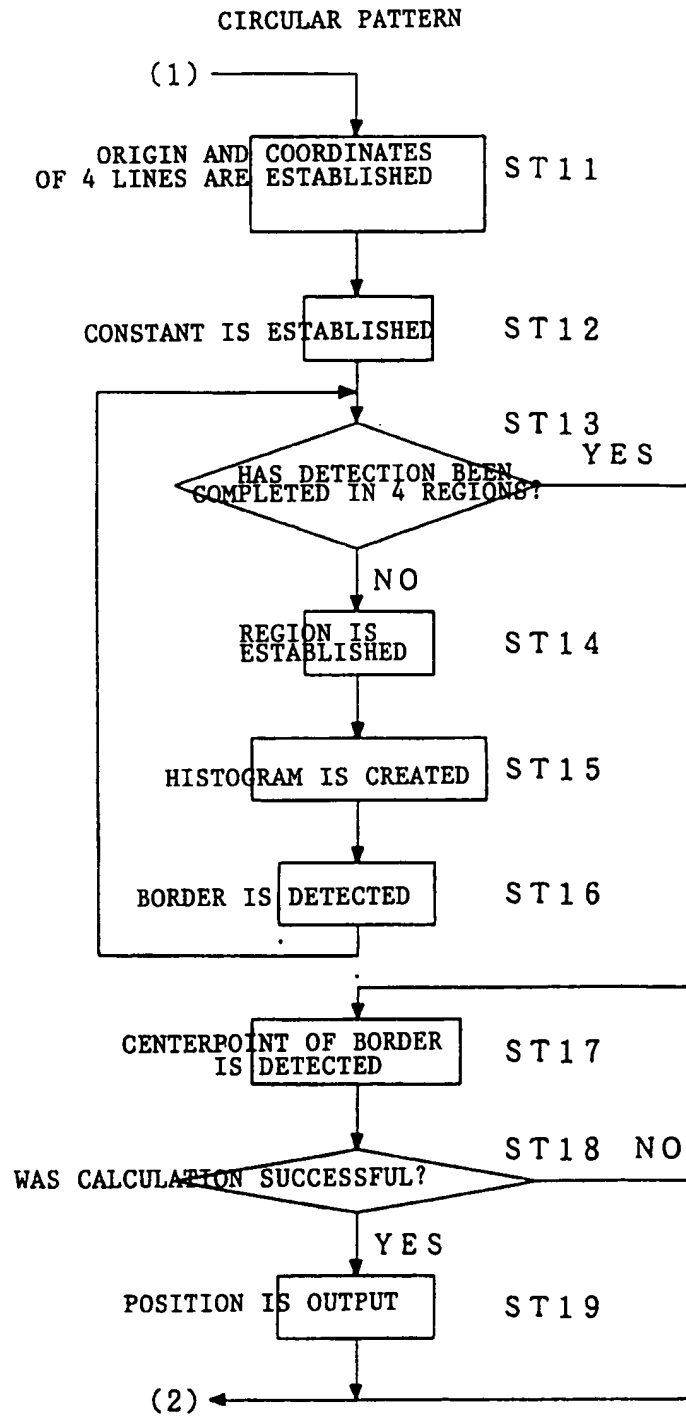 CIRCULAR PATTERN
(1)
ORIGIN AND COORDINATES
OF 4 LINES ARE ESTABLISHED
ST11
CONSTANT IS ESTABLISHED
ST12
ST13
YES
HAS DETECTION BEEN
COMPLETED IN 4 REGIONS?
NO
REGION IS
ESTABLISHED
ST14
HISTOGRAM IS CREATED
ST15
BORDER IS DETECTED
ST16
CENTERPOINT OF BORDER
IS DETECTED
ST17
ST18 NO
WAS CALCULATION SUCCESSFUL?
YES
POSITION IS OUTPUT
ST19
(2)